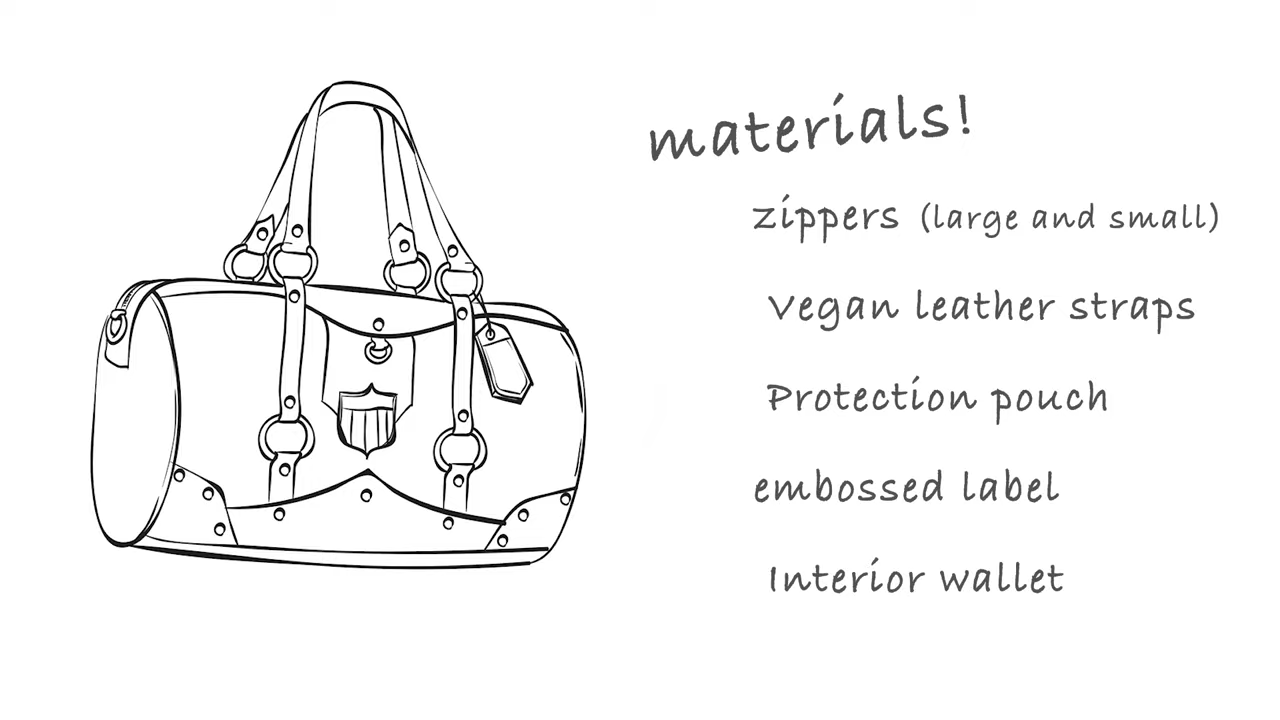 materials!
zippers (large and small)
Vegan leather straps
Protection pouch
embossed label
Interior wallet